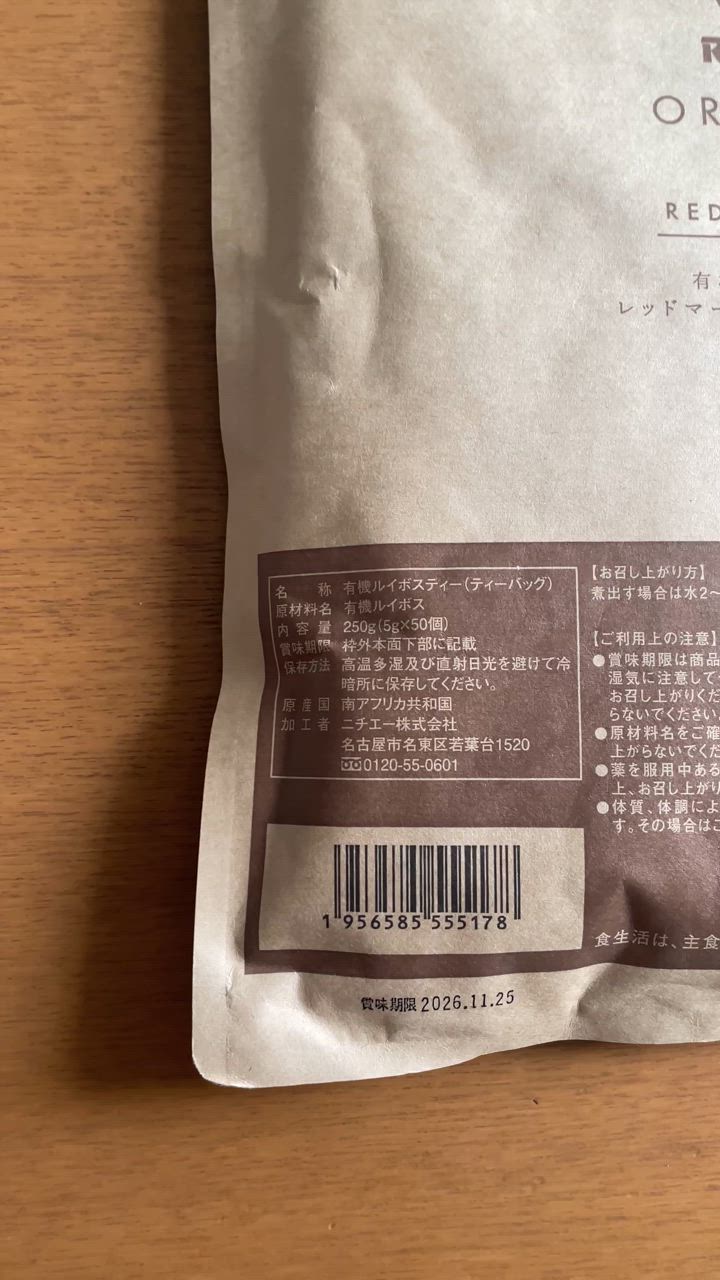 OR
RED
有
レッドマー
名 称 有機ルイボスティー(ティーバッグ)
原材料名 有機ルイボス
内容量 250g(5g×50個)
賞味期限 枠外本面下部に記載
保存方法 高温多湿及び直射日光を避けて冷
暗所に保存してください。
原産国 南アフリカ共和国
加工者 ニチエー株式会社
名古屋市名東区若葉台1520
0120-55-0601
【お召し上がり方】
煮出す場合は水2〜
【ご利用上の注意】
●賞味期限は商品
湿気に注意して
お召し上がりくだ
らないでください
●原材料名をご確
上がらないでくだ
●薬を服用中ある
上、お召し上がり
●体質、体調によ
す。その場合はご
食生活は、主食
1 956585 555178
賞味期限 2026.11.25